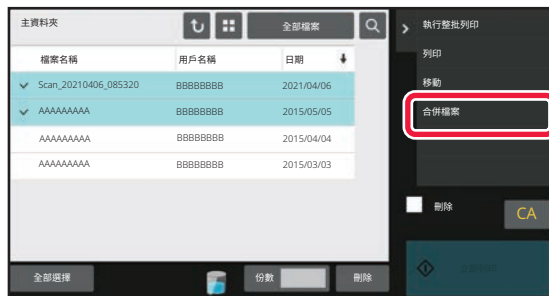 主資料夾
全部檔案
檔案名稱 用戶名稱 日期
Scan_20210406_085320 BBBBBBBB 2021/04/06
AAAAAAAAA BBBBBBBB 2015/05/05
AAAAAAAAA BBBBBBBB 2015/04/04
AAAAAAAAA BBBBBBBB 2015/03/03
全部選擇
份數
刪除
執行整批列印
列印
移動
合併檔案
刪除
CA